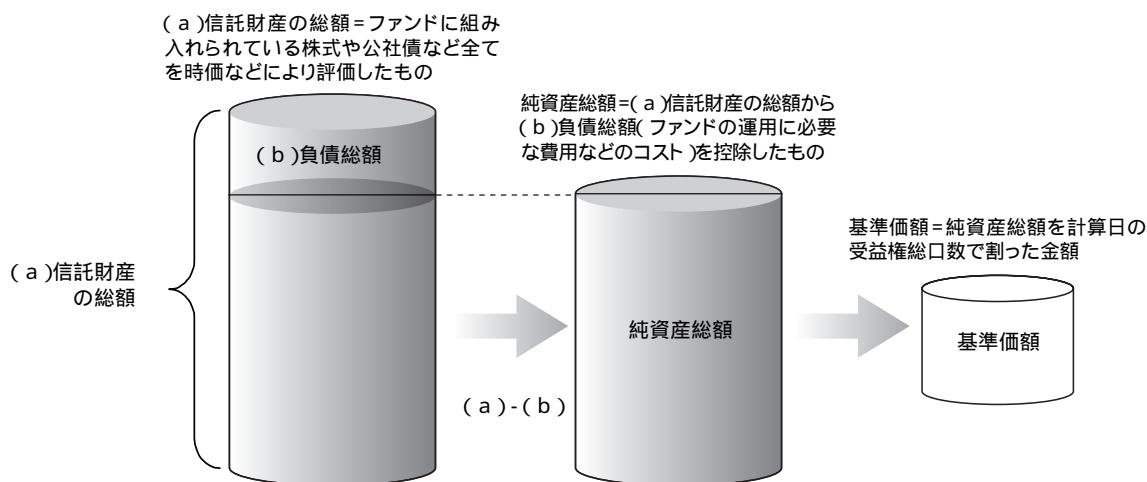 (a)信託財産の総額=ファンドに組み
入れられている株式や公社債など全て
を時価などにより評価したもの
純資産総額=(a)信託財産の総額から
(b)負債総額(ファンドの運用に必要
な費用などのコスト)を控除したもの
(b)負債総額
基準価額=純資産総額を計算日の
受益権総口数で割った金額
(a)信託財産
の総額
純資産総額
基準価額
(a)-(b)